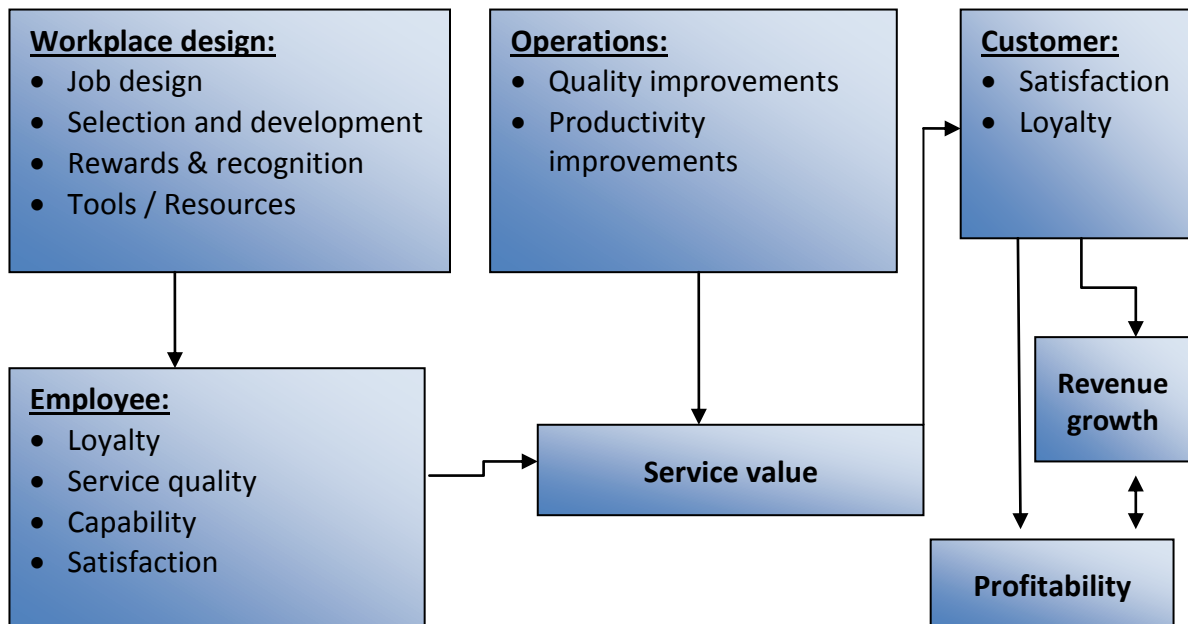 Workplace design:
• Job design
• Selection and development
• Rewards & recognition
• Tools / Resources
Operations:
• Quality improvements
• Productivity
improvements
Customer:
• Satisfaction
• Loyalty
Employee:
• Loyalty
• Service quality
• Capability
• Satisfaction
Service value
Revenue
growth
Profitability